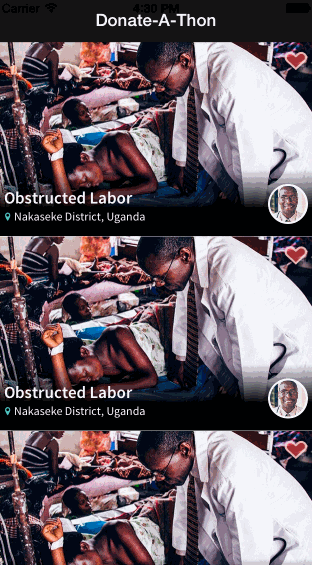 Carrier 4:30 PM
Donate-A-Thon
Obstructed Labor
Nakaseke District, Uganda
Obstructed Labor
Nakaseke District, Uganda